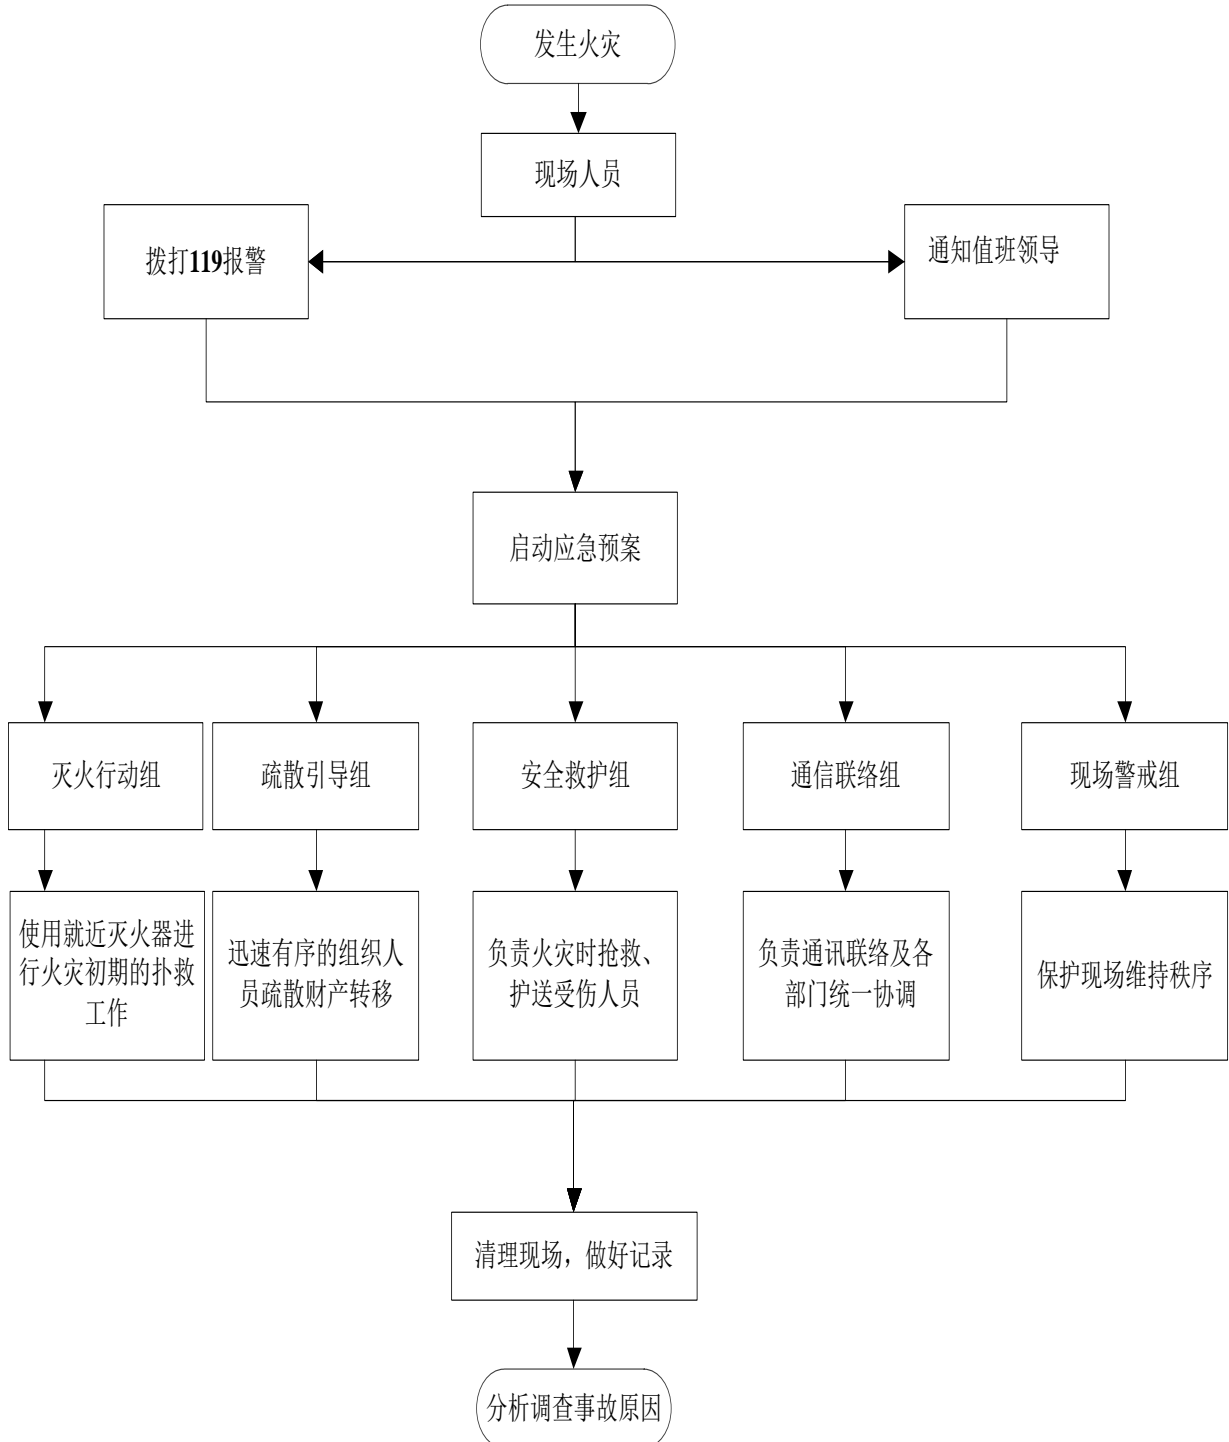 发生火灾
现场人员
拨打119报警
通知值班领导
启动应急预案
灭火行动组
疏散引导组
安全救护组
通信联络组
现场警戒组
使用就近灭火器进
行火灾初期的扑救
工作
迅速有序的组织人
员疏散财产转移
负责火灾时抢救、
护送受伤人员
负责通讯联络及各
部门统一协调
保护现场维持秩序
清理现场，做好记录
分析调查事故原因